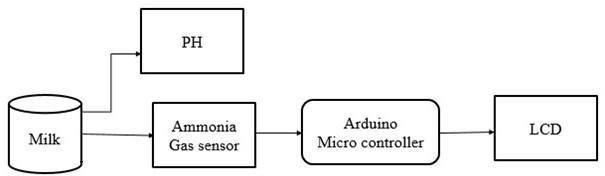 PH
Milk
Ammonia
Gas sensor
Arduino
Micro controller
LCD